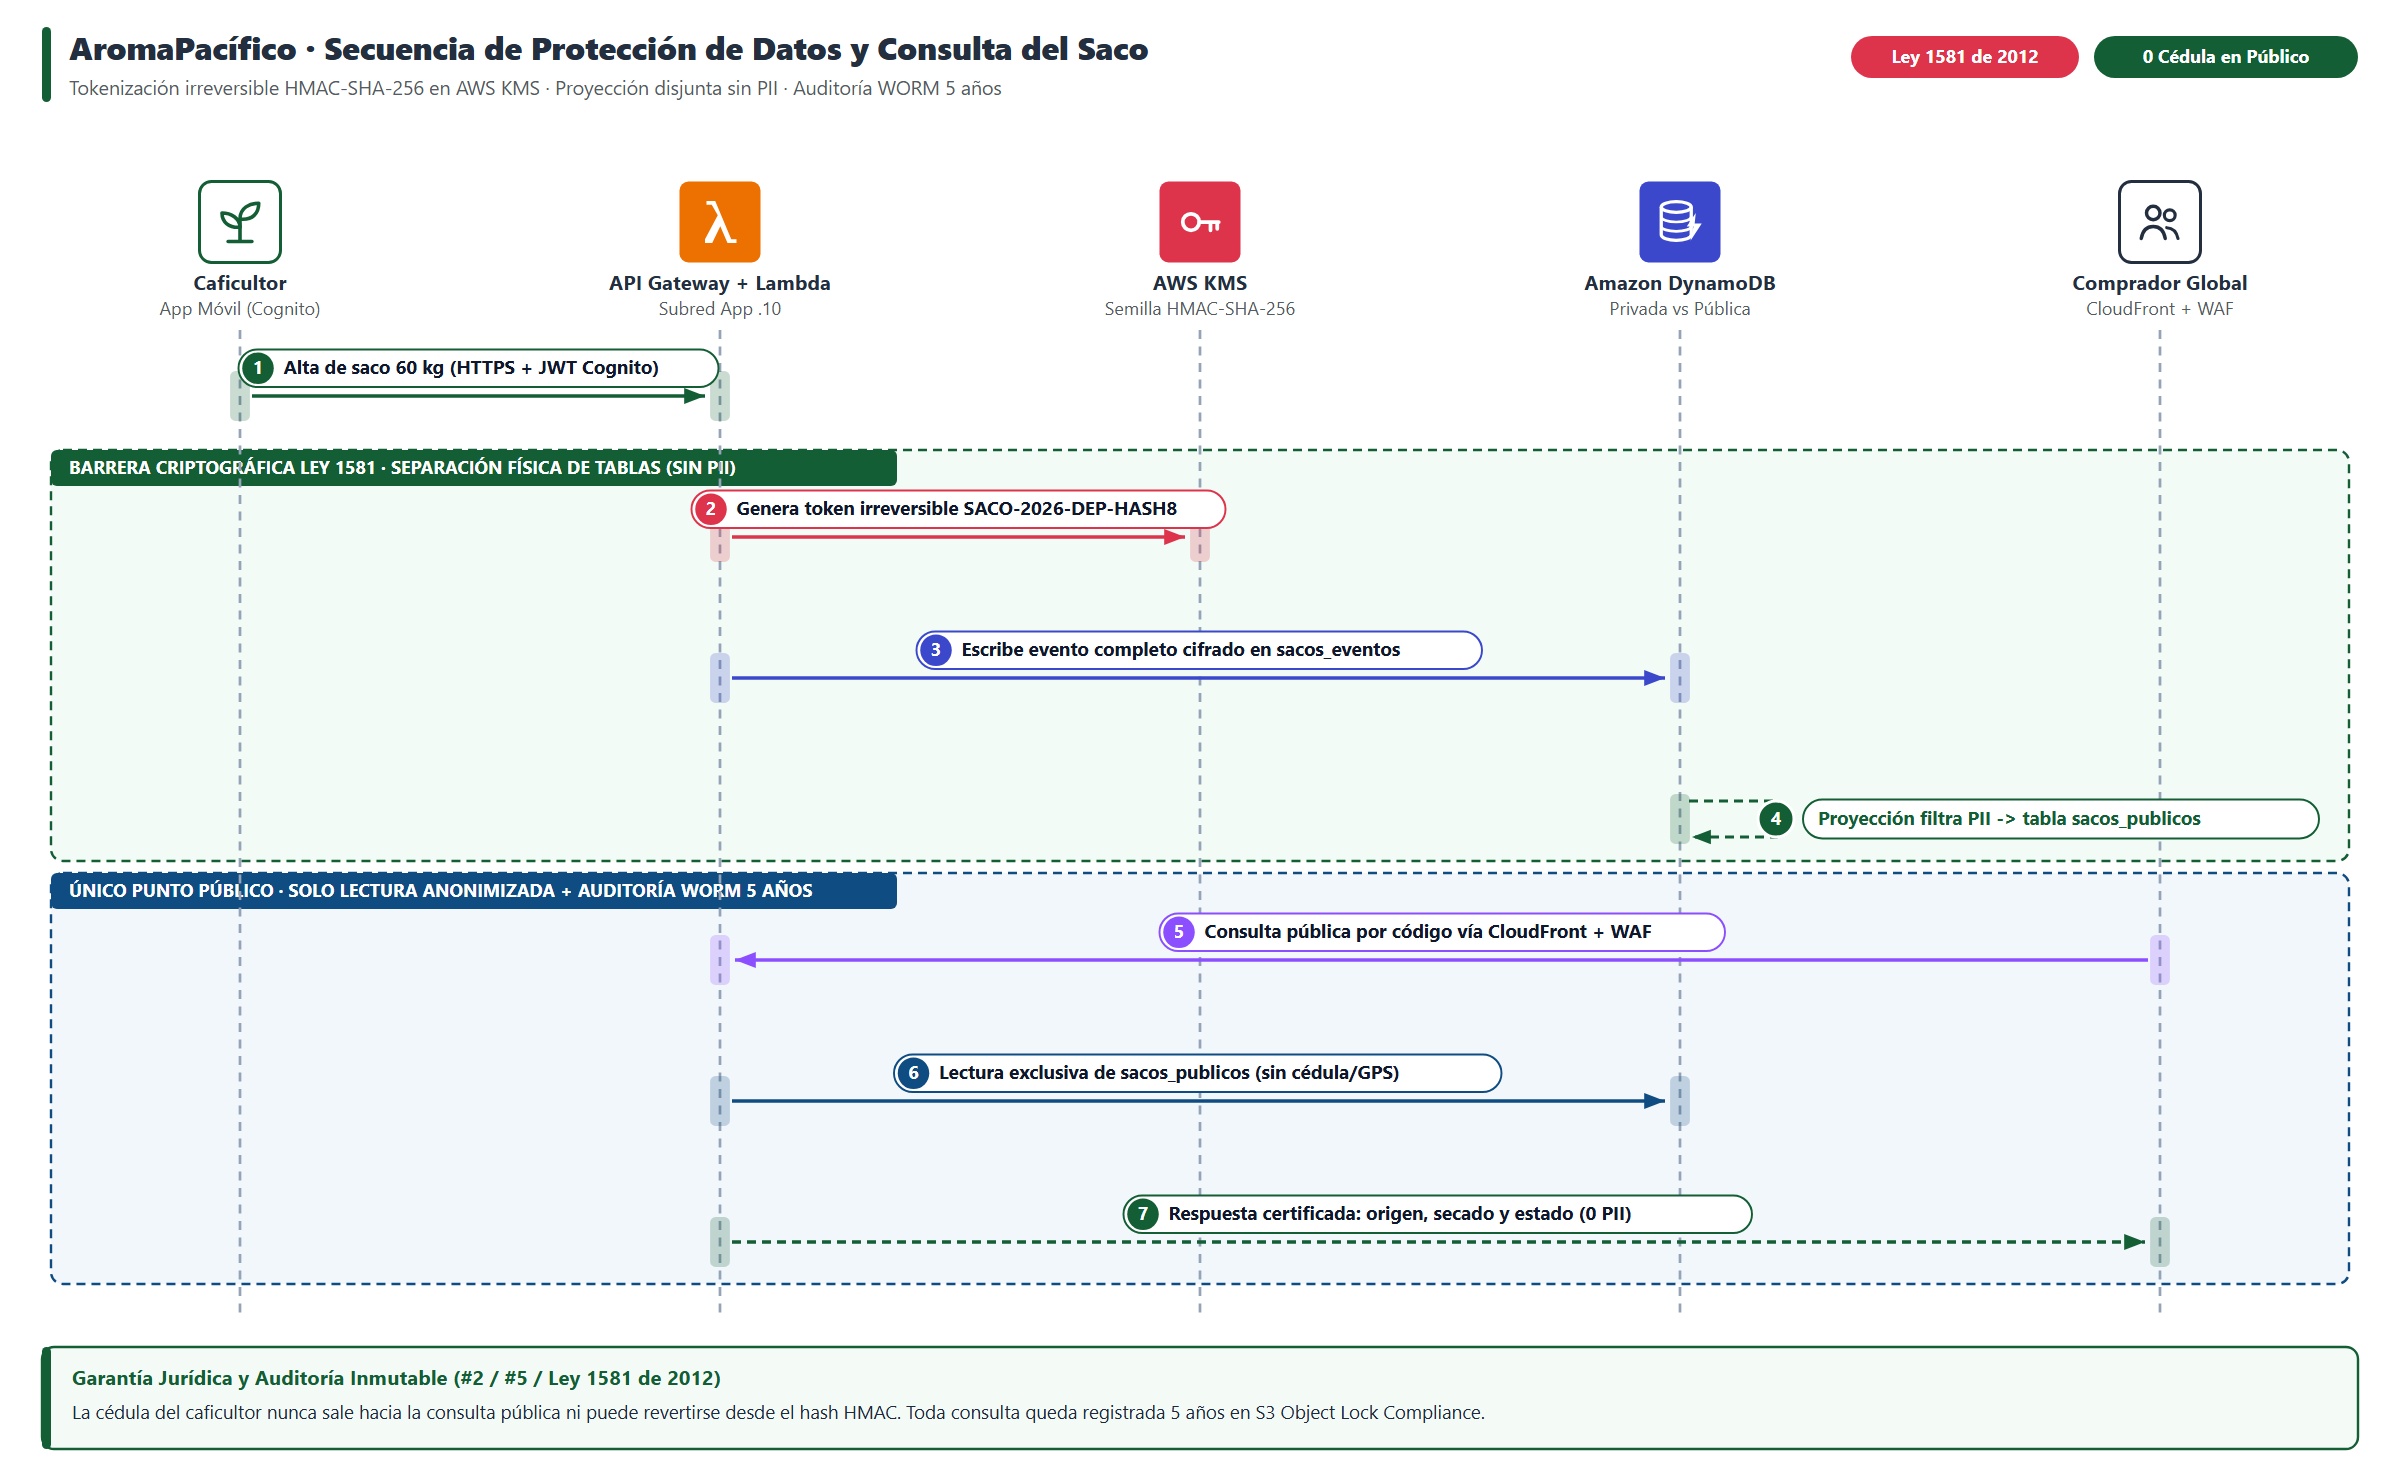 AromaPacífico · Secuencia de Protección de Datos y Consulta del Saco
Tokenización irreversible HMAC-SHA-256 en AWS KMS · Proyección disjunta sin PII · Auditoría WORM 5 años
Ley 1581 de 2012
0 Cédula en Público
Caficultor
App Móvil (Cognito)
λ
API Gateway + Lambda
Subred App .10
AWS KMS
Semilla HMAC-SHA-256
Amazon DynamoDB
Privada vs Pública
Comprador Global
CloudFront + WAF
1 Alta de saco 60 kg (HTTPS + JWT Cognito)
BARRERA CRIPTOGRÁFICA LEY 1581 · SEPARACIÓN FÍSICA DE TABLAS (SIN PII)
2 Genera token irreversible SACO-2026-DEP-HASH8
3 Escribe evento completo cifrado en sacos_eventos
4 Proyección filtra PII -> tabla sacos_publicos
ÚNICO PUNTO PÚBLICO · SOLO LECTURA ANONIMIZADA + AUDITORÍA WORM 5 AÑOS
5 Consulta pública por código vía CloudFront + WAF
6 Lectura exclusiva de sacos_publicos (sin cédula/GPS)
7 Respuesta certificada: origen, secado y estado (0 PII)
Garantía Jurídica y Auditoría Inmutable (#2 / #5 / Ley 1581 de 2012)
La cédula del caficultor nunca sale hacia la consulta pública ni puede revertirse desde el hash HMAC. Toda consulta queda registrada 5 años en S3 Object Lock Compliance.